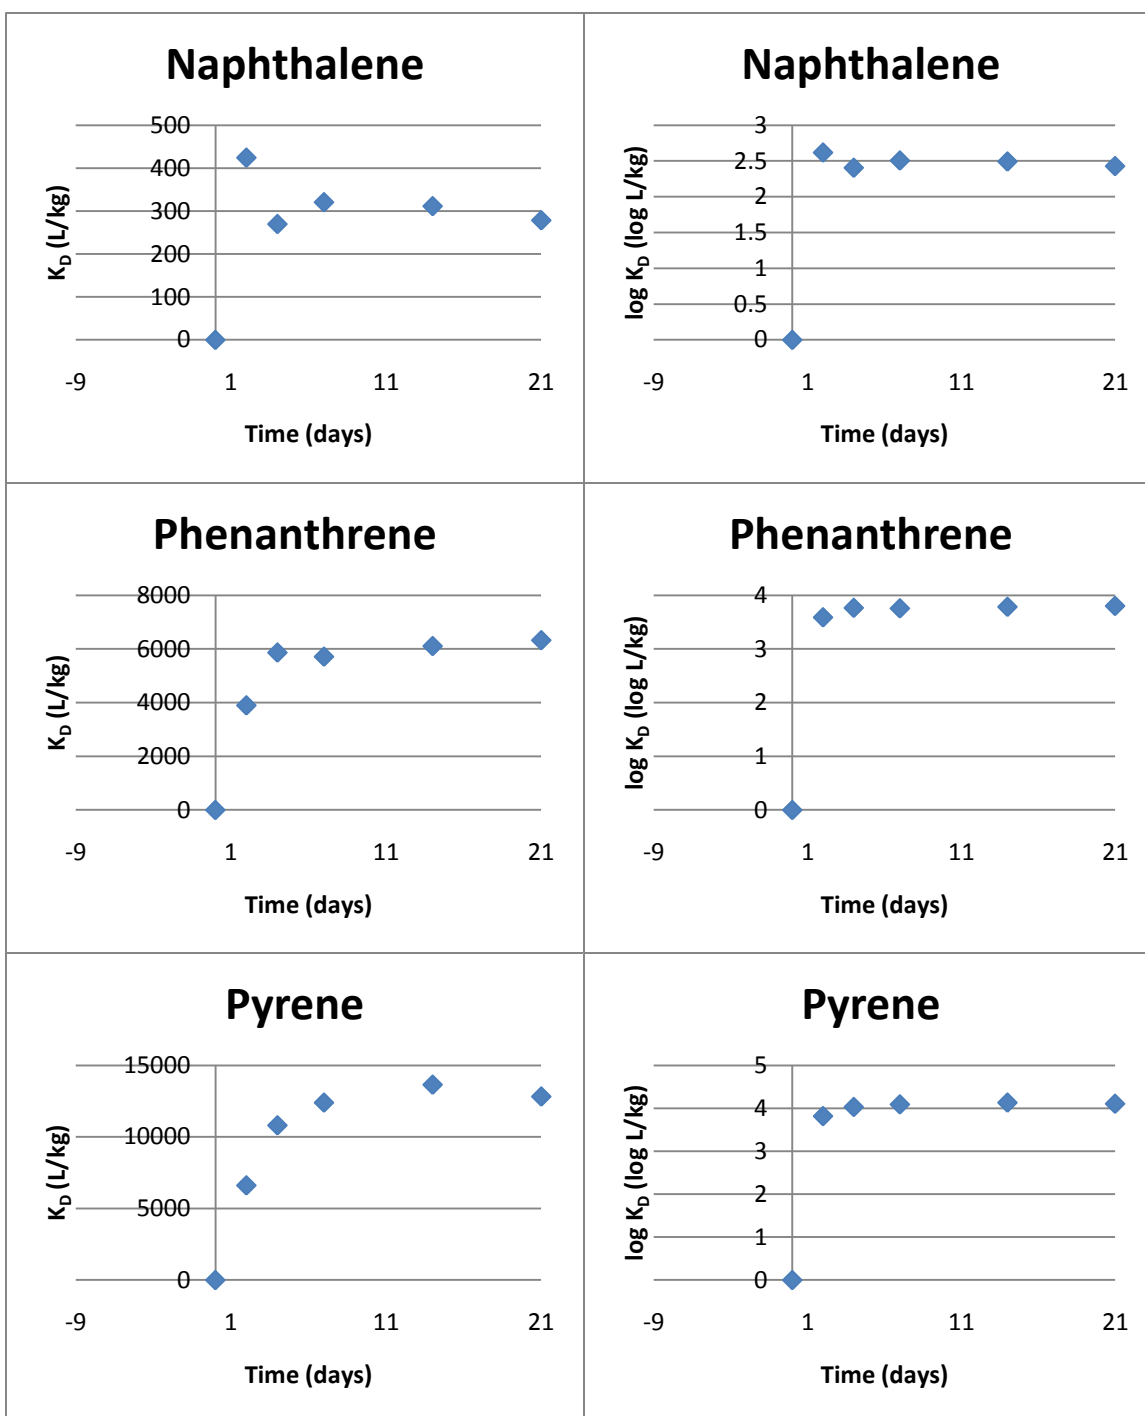 Naphthalene
500
400
300
200
100
0
-9 1 11 21
K_D (L/kg)
Time (days)
Naphthalene
3
2.5
2
1.5
1
0.5
0
-9 1 11 21
log K_D (log L/kg)
Time (days)
Phenanthrene
8000
6000
4000
2000
0
-9 1 11 21
K_D (L/kg)
Time (days)
Phenanthrene
4
3
2
1
0
-9 1 11 21
log K_D (log L/kg)
Time (days)
Pyrene
15000
10000
5000
0
-9 1 11 21
K_D (L/kg)
Time (days)
Pyrene
5
4
3
2
1
0
-9 1 11 21
log K_D (log L/kg)
Time (days)